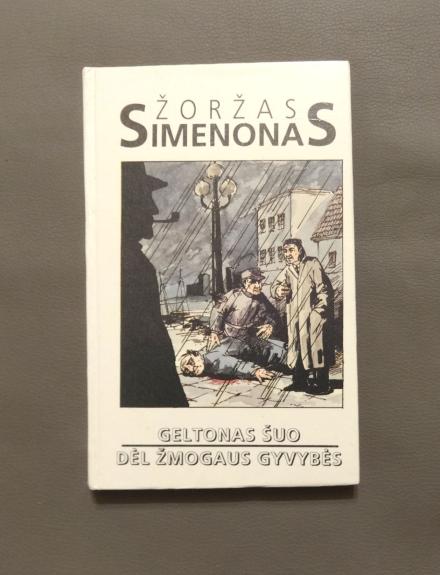 ŽORŽAS
SIMENONAS
GELTONAS ŠUO
DĖL ŽMOGAUS GYVYBĖS